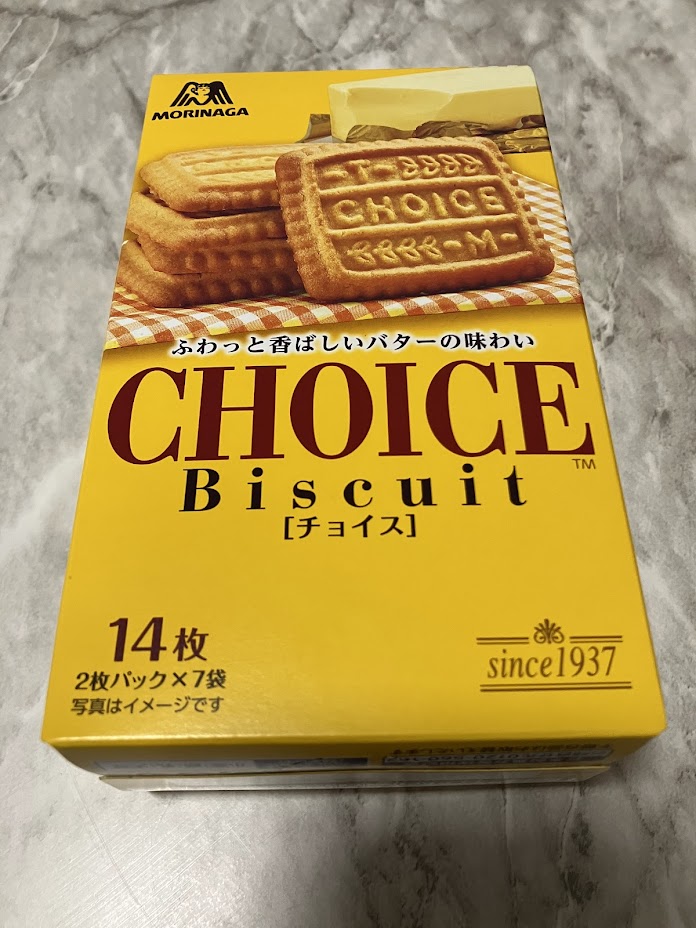 MORINAGA
-T-
CHOICE
-M-
ふわっと香ばしいバターの味わい
CHOICE
TM
Biscuit
[チョイス]
14枚
2枚パック×7袋
写真はイメージです
since1937